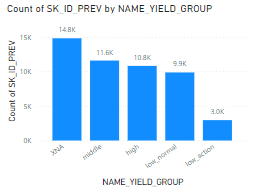 Count of SK_ID_PREV by NAME_YIELD_GROUP
Count of SK_ID_PREV
15K
10K
5K
0K
14.8K
11.6K
10.8K
9.9K
3.0K
XNA
middle
high
low_normal
low_action
NAME_YIELD_GROUP